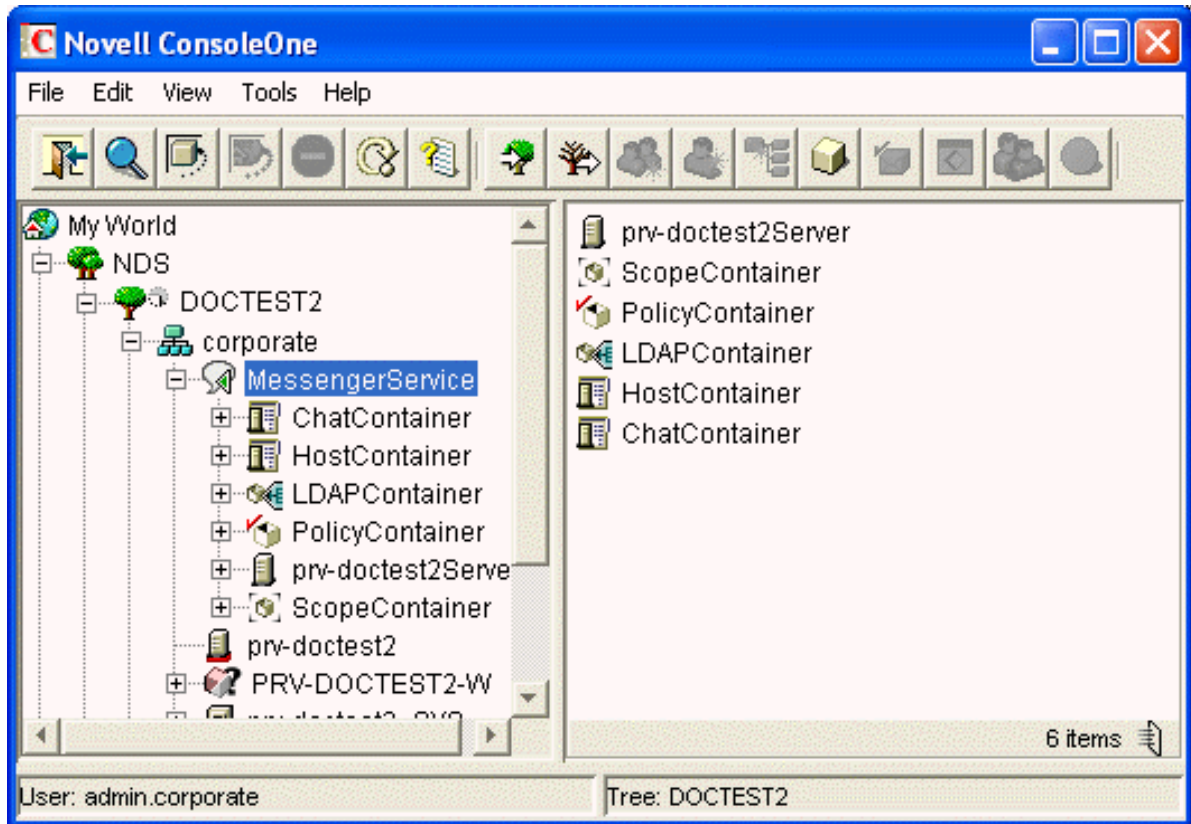 Novell ConsoleOne
File Edit View Tools Help
My World
NDS
DOCTEST2
corporate
MessengerService
ChatContainer
HostContainer
LDAPContainer
PolicyContainer
prv-doctest2Serve
ScopeContainer
prv-doctest2
PRV-DOCTEST2-W
prv-doctest2Server
ScopeContainer
PolicyContainer
LDAPContainer
HostContainer
ChatContainer
6 items
User: admin.corporate
Tree: DOCTEST2